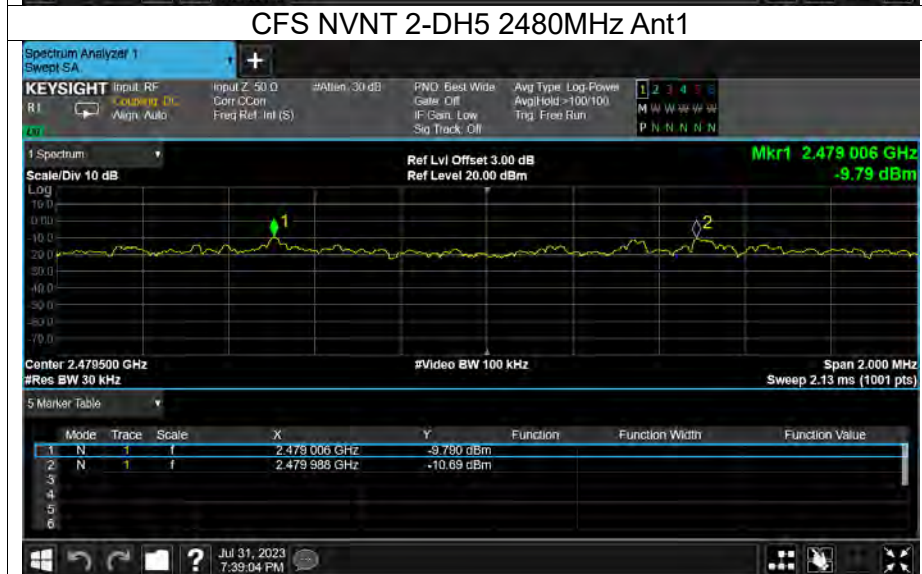 CFS NVNT 2-DH5 2480MHz Ant1
Spectrum Analyzer 1
Swept SA
+
KEYSIGHT Input: RF Input Z: 50 Ω #Atten: 30 dB PNO: Best Wide Avg Type: Log-Power 1 2 3 4 5 6
R L Coupling: DC Corr CCorr Gate: Off Avg|Hold: >100/100 M W W W W W
Align: Auto Freq Ref: Int (S) IF Gain: Low Trig: Free Run
Sig Track: Off P N N N N N
1 Spectrum Ref Lvl Offset 3.00 dB Mkr1 2.479 006 GHz
Scale/Div 10 dB Ref Level 20.00 dBm -9.79 dBm
Log
10.0
0.00
1
2
-10.0
-20.0
-30.0
-40.0
-50.0
-60.0
-70.0
Center 2.479500 GHz #Video BW 100 kHz Span 2.000 MHz
#Res BW 30 kHz Sweep 2.13 ms (1001 pts)
5 Marker Table
Mode Trace Scale X Y Function Function Width Function Value
1 N 1 f 2.479 006 GHz -9.790 dBm
2 N 1 f 2.479 988 GHz -10.69 dBm
3
4
5
6
? Jul 31, 2023
7:39:04 PM